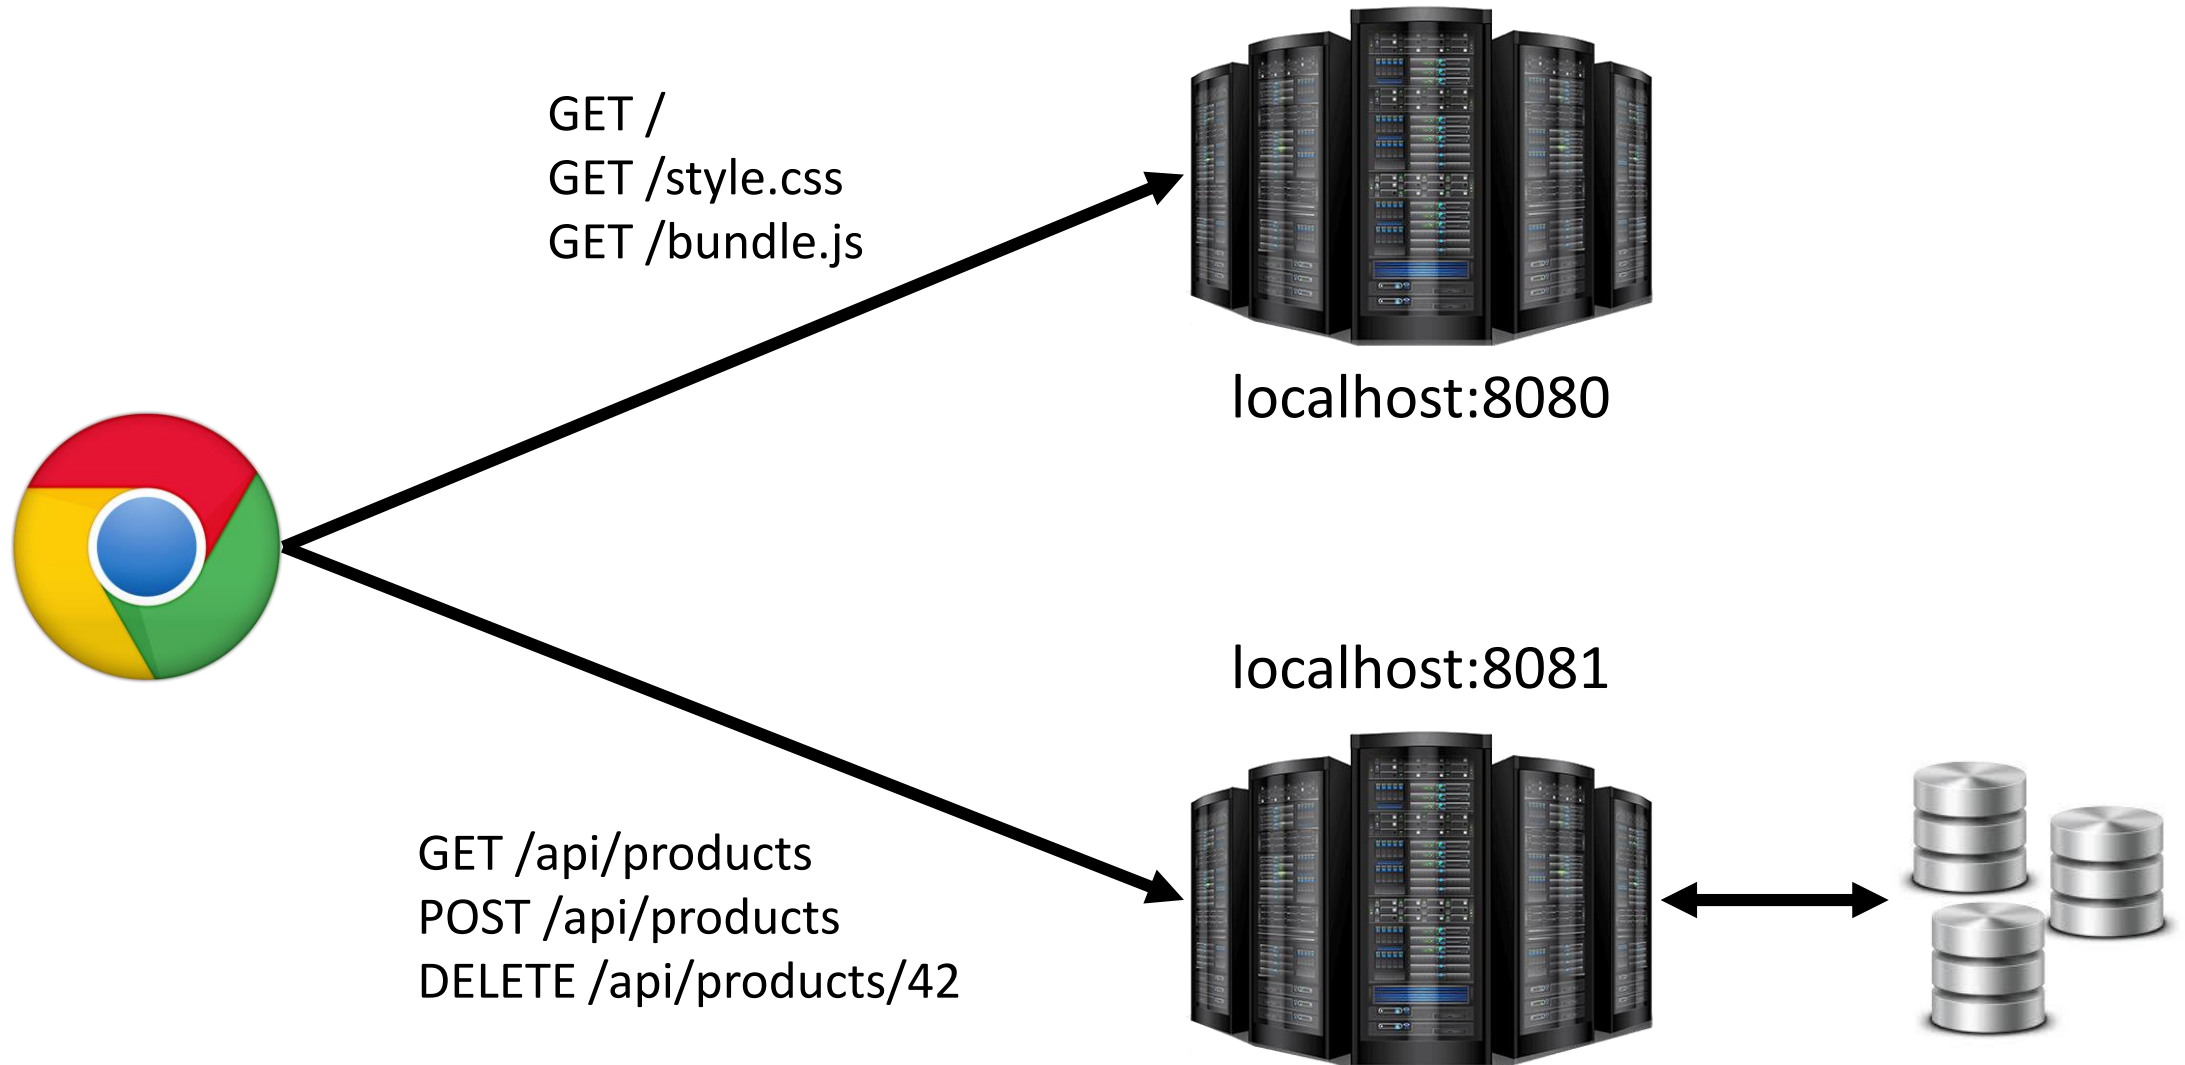 GET /
GET /style.css
GET /bundle.js
localhost:8080
localhost:8081
GET /api/products
POST /api/products
DELETE /api/products/42